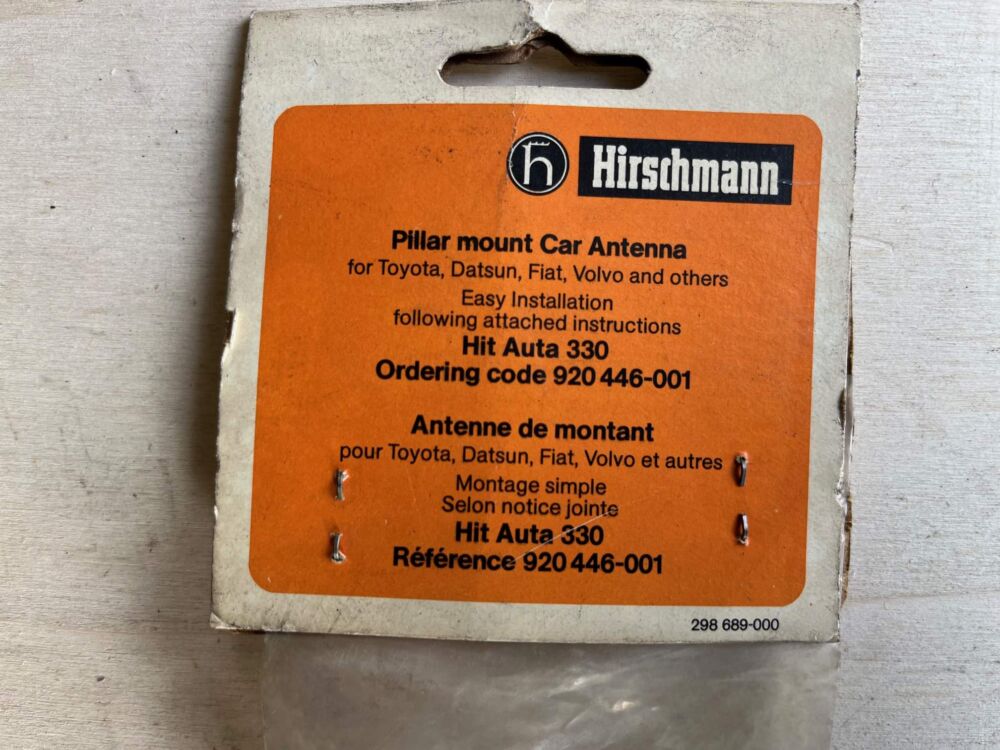 h Hirschmann
Pillar mount Car Antenna
for Toyota, Datsun, Fiat, Volvo and others
Easy Installation
following attached instructions
Hit Auta 330
Ordering code 920 446-001
Antenne de montant
pour Toyota, Datsun, Fiat, Volvo et autres
Montage simple
Selon notice jointe
Hit Auta 330
Référence 920 446-001
298 689-000